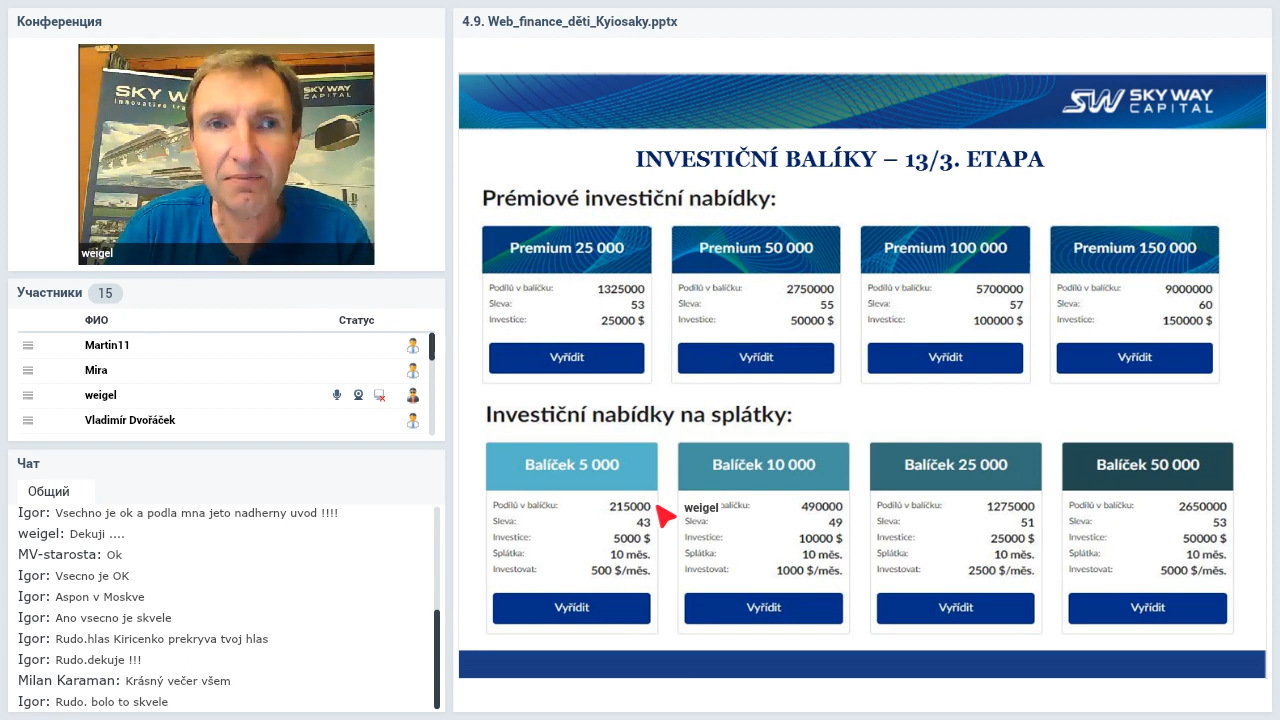 Конференция
SKY W
SKY WAY
weigel
Участники 15
ФИО Статус
Martin11
Mira
weigel
Vladimír Dvořáček
Чат
Общий
Igor: Vsechno je ok a podla mna jeto nadherny uvod !!!!
weigel: Dekuji ....
MV-starosta: Ok
Igor: Vsecno je OK
Igor: Aspon v Moskve
Igor: Ano vsecno je skvele
Igor: Rudo.hlas Kiricenko prekryva tvoj hlas
Igor: Rudo.dekuje !!!
Milan Karaman: Krásný večer všem
Igor: Rudo. bolo to skvele
4.9. Web_finance_děti_Kyiosaky.pptx
SW SKY WAY
CAPITAL
INVESTIČNÍ BALÍKY – 13/3. ETAPA
Prémiové investiční nabídky:
Premium 25 000
Podílů v balíčku: 1325000
Sleva: 53
Investice: 25000 $
Vyřídit
Premium 50 000
Podílů v balíčku: 2750000
Sleva: 55
Investice: 50000 $
Vyřídit
Premium 100 000
Podílů v balíčku: 5700000
Sleva: 57
Investice: 100000 $
Vyřídit
Premium 150 000
Podílů v balíčku: 9000000
Sleva: 60
Investice: 150000 $
Vyřídit
Investiční nabídky na splátky:
Balíček 5 000
Podílů v balíčku: 215000
Sleva: 43
Investice: 5000 $
Splátka: 10 měs.
Investovat: 500 $/měs.
Vyřídit
Balíček 10 000
weigel balíčku: 490000
Sleva: 49
Investice: 10000 $
Splátka: 10 měs.
Investovat: 1000 $/měs.
Vyřídit
Balíček 25 000
Podílů v balíčku: 1275000
Sleva: 51
Investice: 25000 $
Splátka: 10 měs.
Investovat: 2500 $/měs.
Vyřídit
Balíček 50 000
Podílů v balíčku: 2650000
Sleva: 53
Investice: 50000 $
Splátka: 10 měs.
Investovat: 5000 $/měs.
Vyřídit